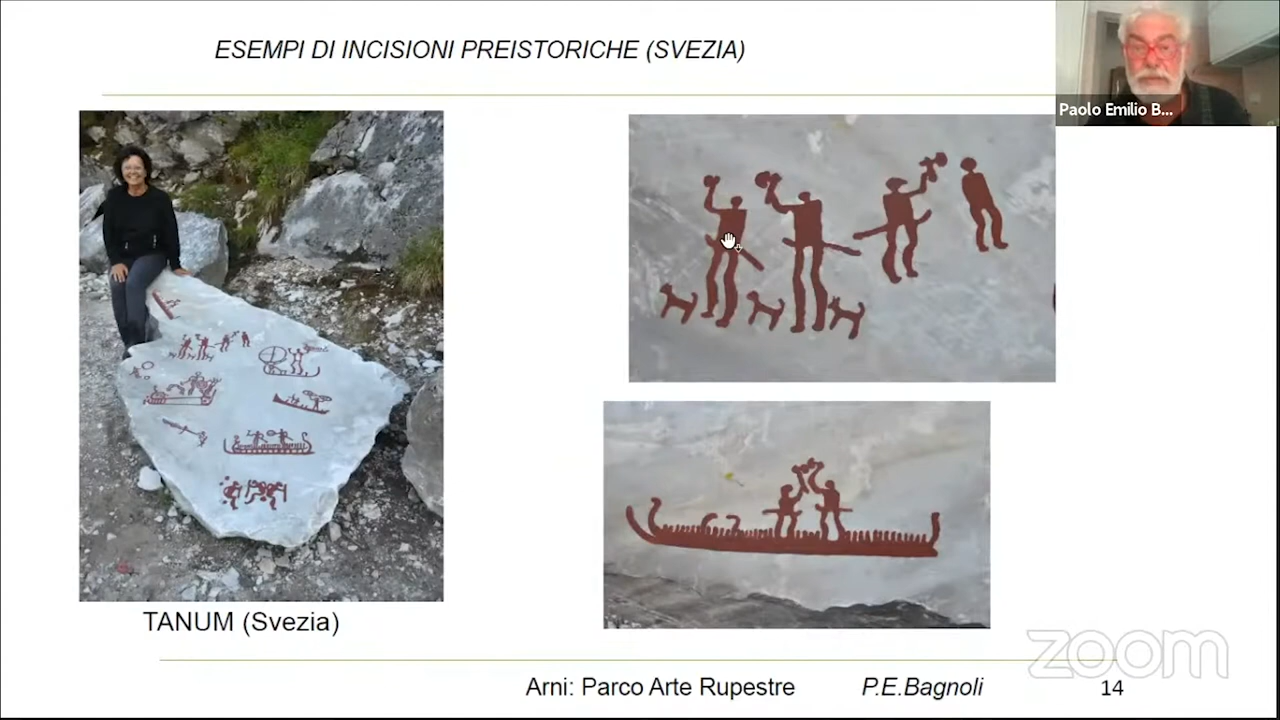 ESEMPI DI INCISIONI PREISTORICHE (SVEZIA)
Paolo Emilio B...
TANUM (Svezia)
zoom
Arni: Parco Arte Rupestre
P.E.Bagnoli
14